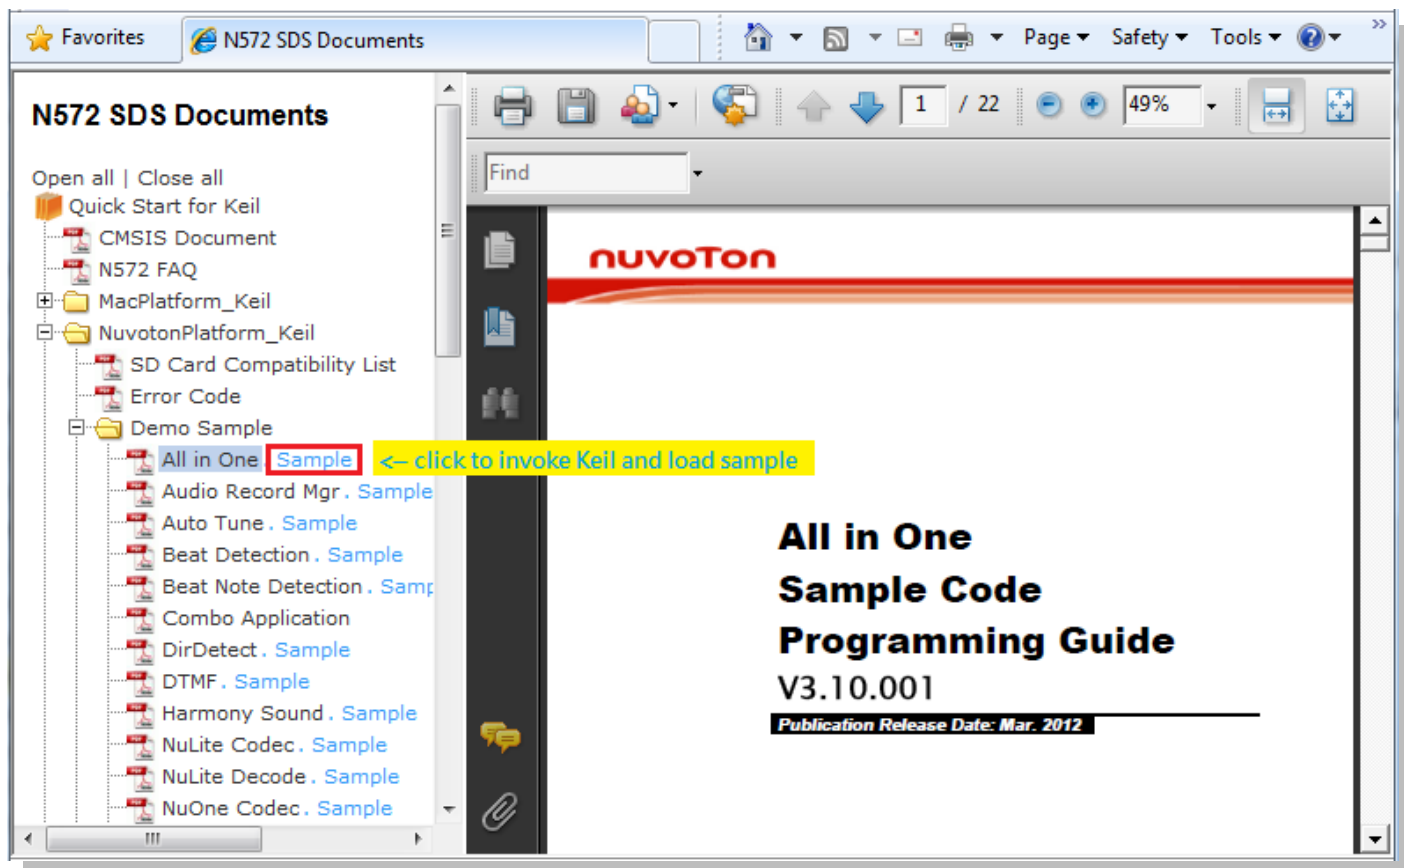 Favorites
N572 SDS Documents
Page
Safety
Tools
N572 SDS Documents
Open all | Close all
Quick Start for Keil
CMSIS Document
N572 FAQ
MacPlatform_Keil
NuvotonPlatform_Keil
SD Card Compatibility List
Error Code
Demo Sample
All in One . Sample <– click to invoke Keil and load sample
Audio Record Mgr . Sample
Auto Tune . Sample
Beat Detection . Sample
Beat Note Detection . Samp
Combo Application
DirDetect . Sample
DTMF . Sample
Harmony Sound . Sample
NuLite Codec . Sample
NuLite Decode . Sample
NuOne Codec . Sample
1 / 22
49%
Find
nuvoTon
All in One
Sample Code
Programming Guide
V3.10.001
Publication Release Date: Mar. 2012